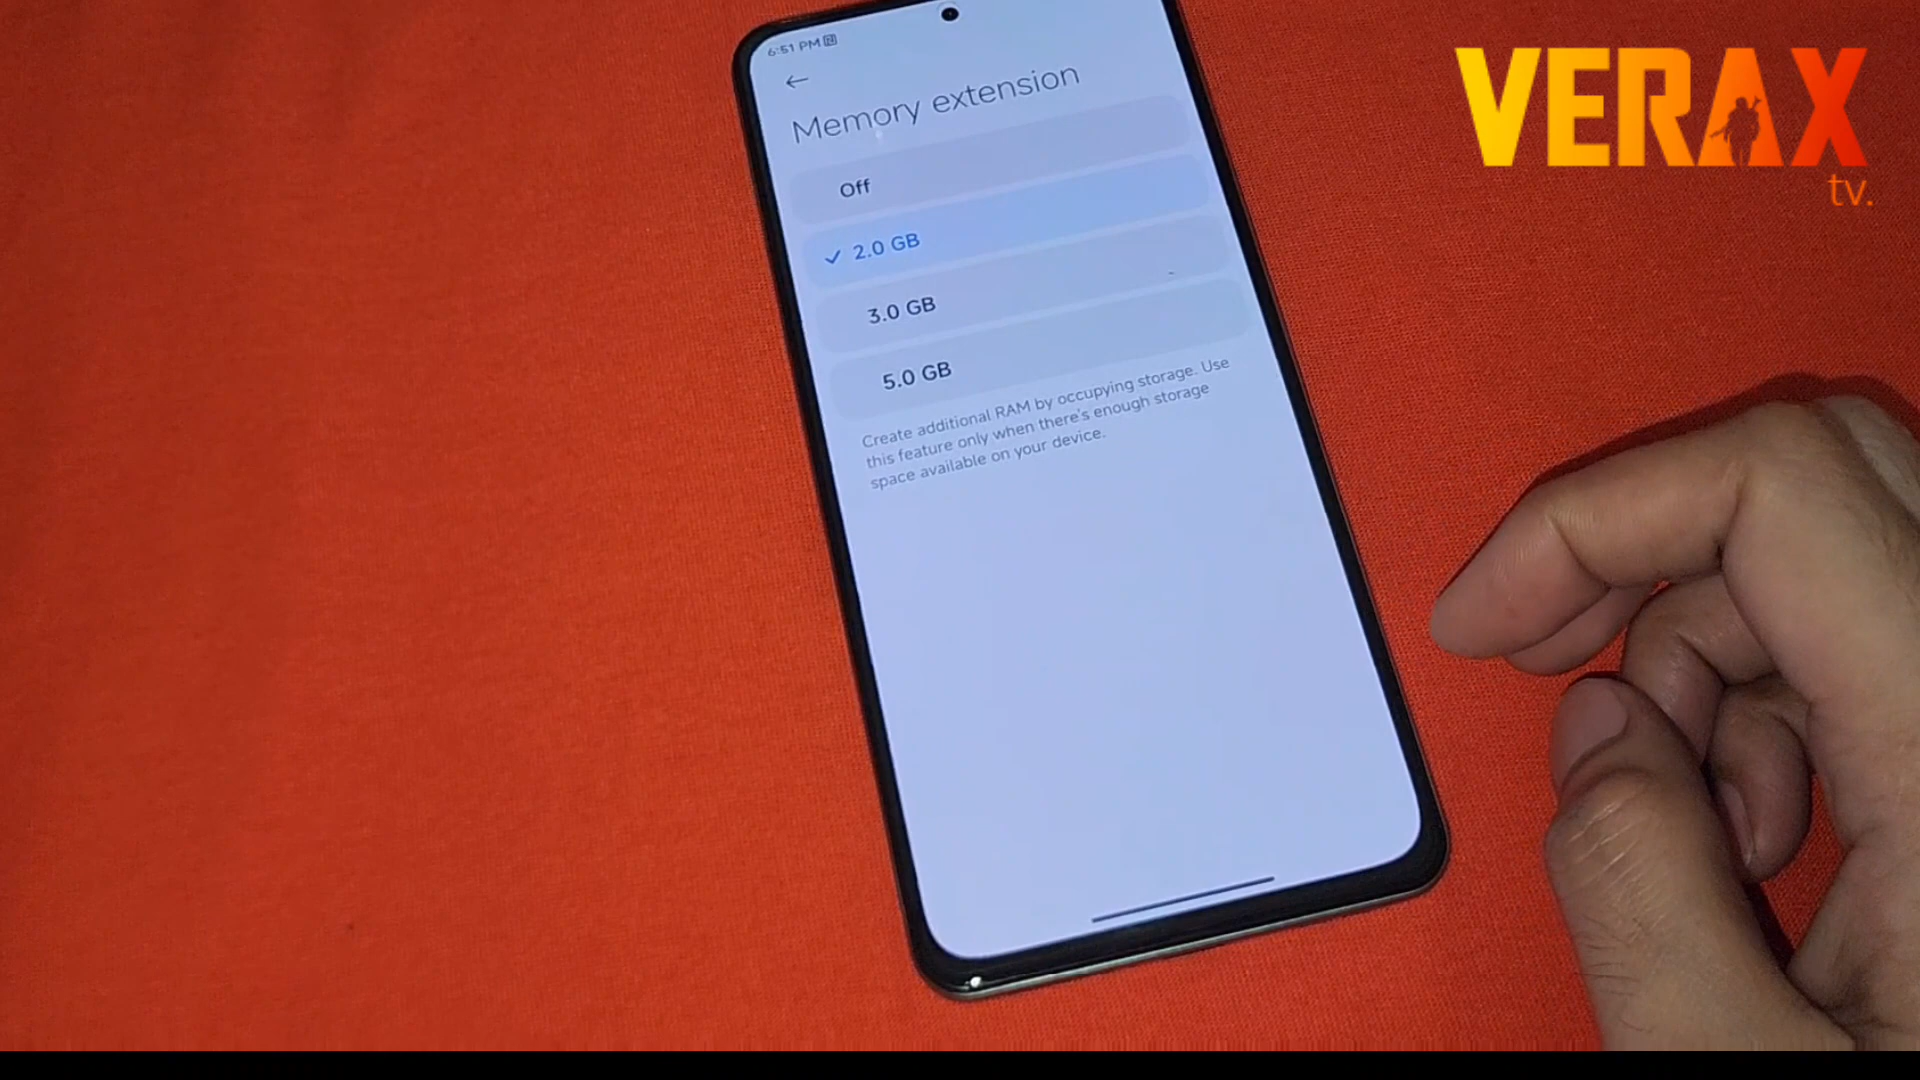 6:51 PM
Memory extension
Off
2.0 GB
3.0 GB
5.0 GB
Create additional RAM by occupying storage. Use
this feature only when there's enough storage
space available on your device.
VERAX
tv.